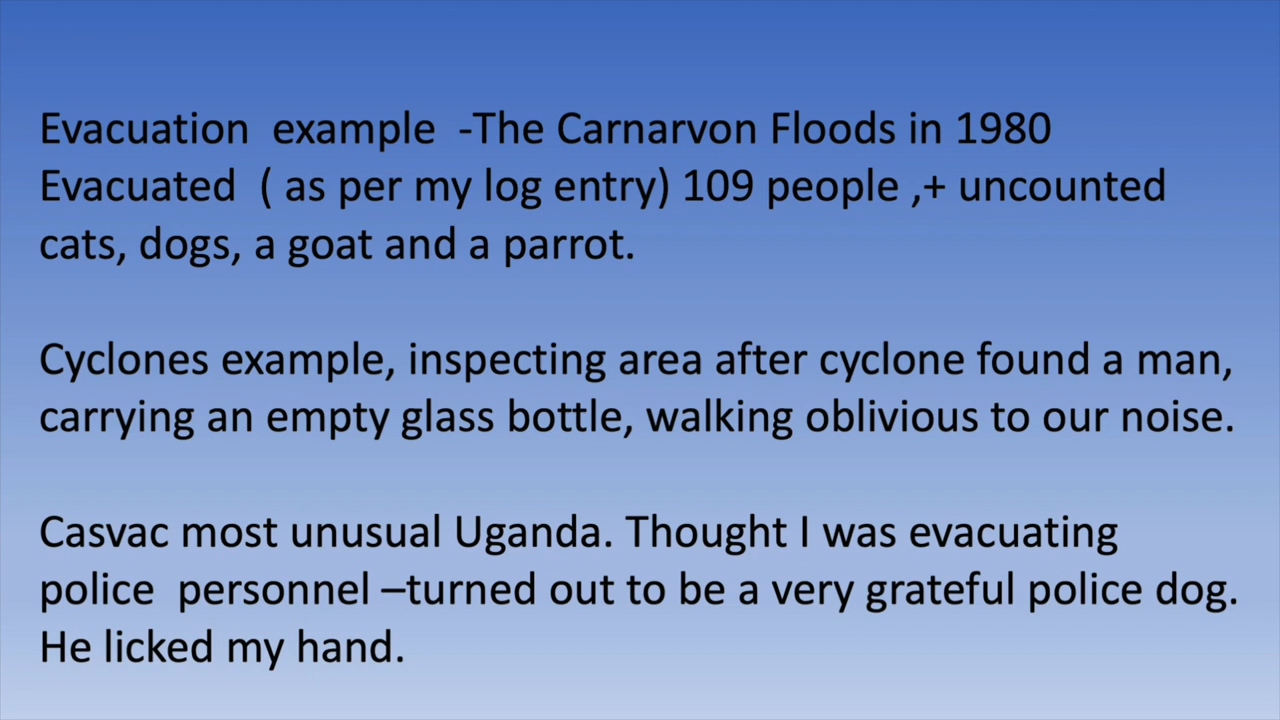 Evacuation  example  -The Carnarvon Floods in 1980
Evacuated  ( as per my log entry) 109 people ,+ uncounted
cats, dogs, a goat and a parrot.
Cyclones example, inspecting area after cyclone found a man,
carrying an empty glass bottle, walking oblivious to our noise.
Casvac most unusual Uganda. Thought I was evacuating
police  personnel –turned out to be a very grateful police dog.
He licked my hand.